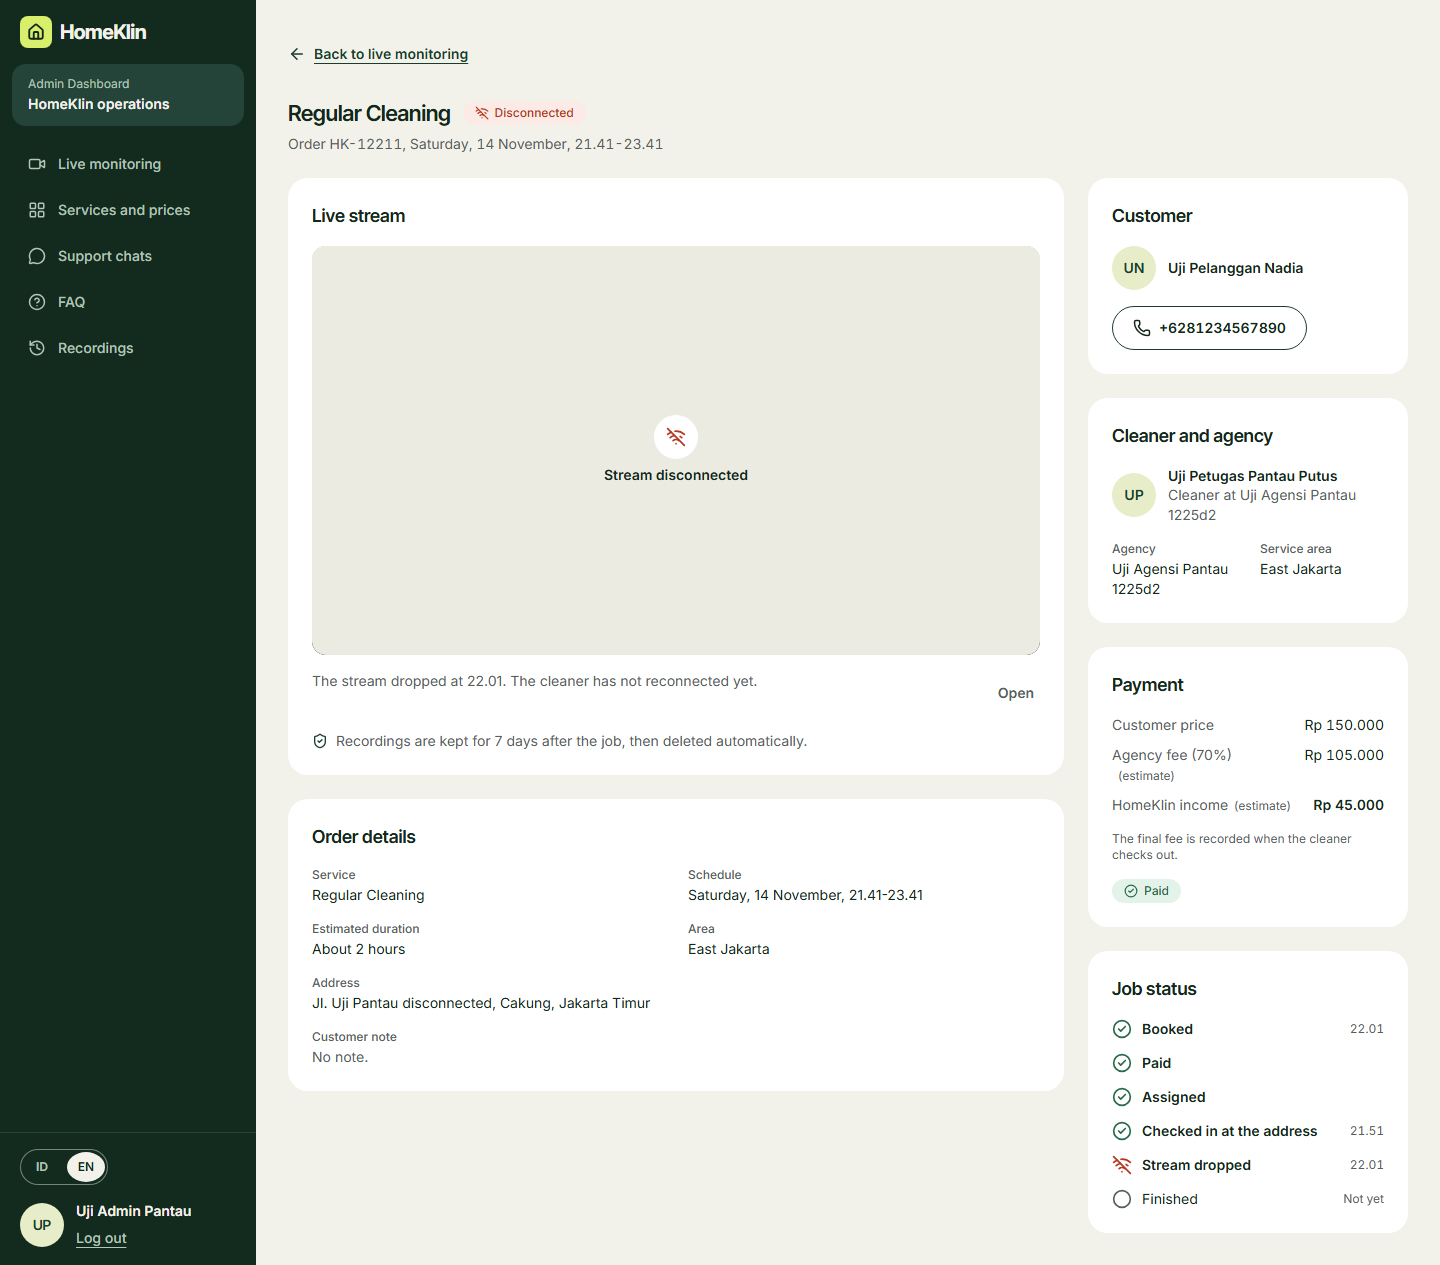 HomeKlin
Admin Dashboard
HomeKlin operations
Live monitoring
Services and prices
Support chats
FAQ
Recordings
ID
EN
UP
Uji Admin Pantau
Log out
Back to live monitoring
Regular Cleaning
Disconnected
Order HK-12211, Saturday, 14 November, 21.41-23.41
Live stream
Stream disconnected
The stream dropped at 22.01. The cleaner has not reconnected yet.
Open
Recordings are kept for 7 days after the job, then deleted automatically.
Order details
Service
Regular Cleaning
Schedule
Saturday, 14 November, 21.41-23.41
Estimated duration
About 2 hours
Area
East Jakarta
Address
Jl. Uji Pantau disconnected, Cakung, Jakarta Timur
Customer note
No note.
Customer
UN
Uji Pelanggan Nadia
+6281234567890
Cleaner and agency
UP
Uji Petugas Pantau Putus
Cleaner at Uji Agensi Pantau
1225d2
Agency
Uji Agensi Pantau
1225d2
Service area
East Jakarta
Payment
Customer price Rp 150.000
Agency fee (70%) Rp 105.000
(estimate)
HomeKlin income (estimate) Rp 45.000
The final fee is recorded when the cleaner
checks out.
Paid
Job status
Booked 22.01
Paid
Assigned
Checked in at the address 21.51
Stream dropped 22.01
Finished Not yet